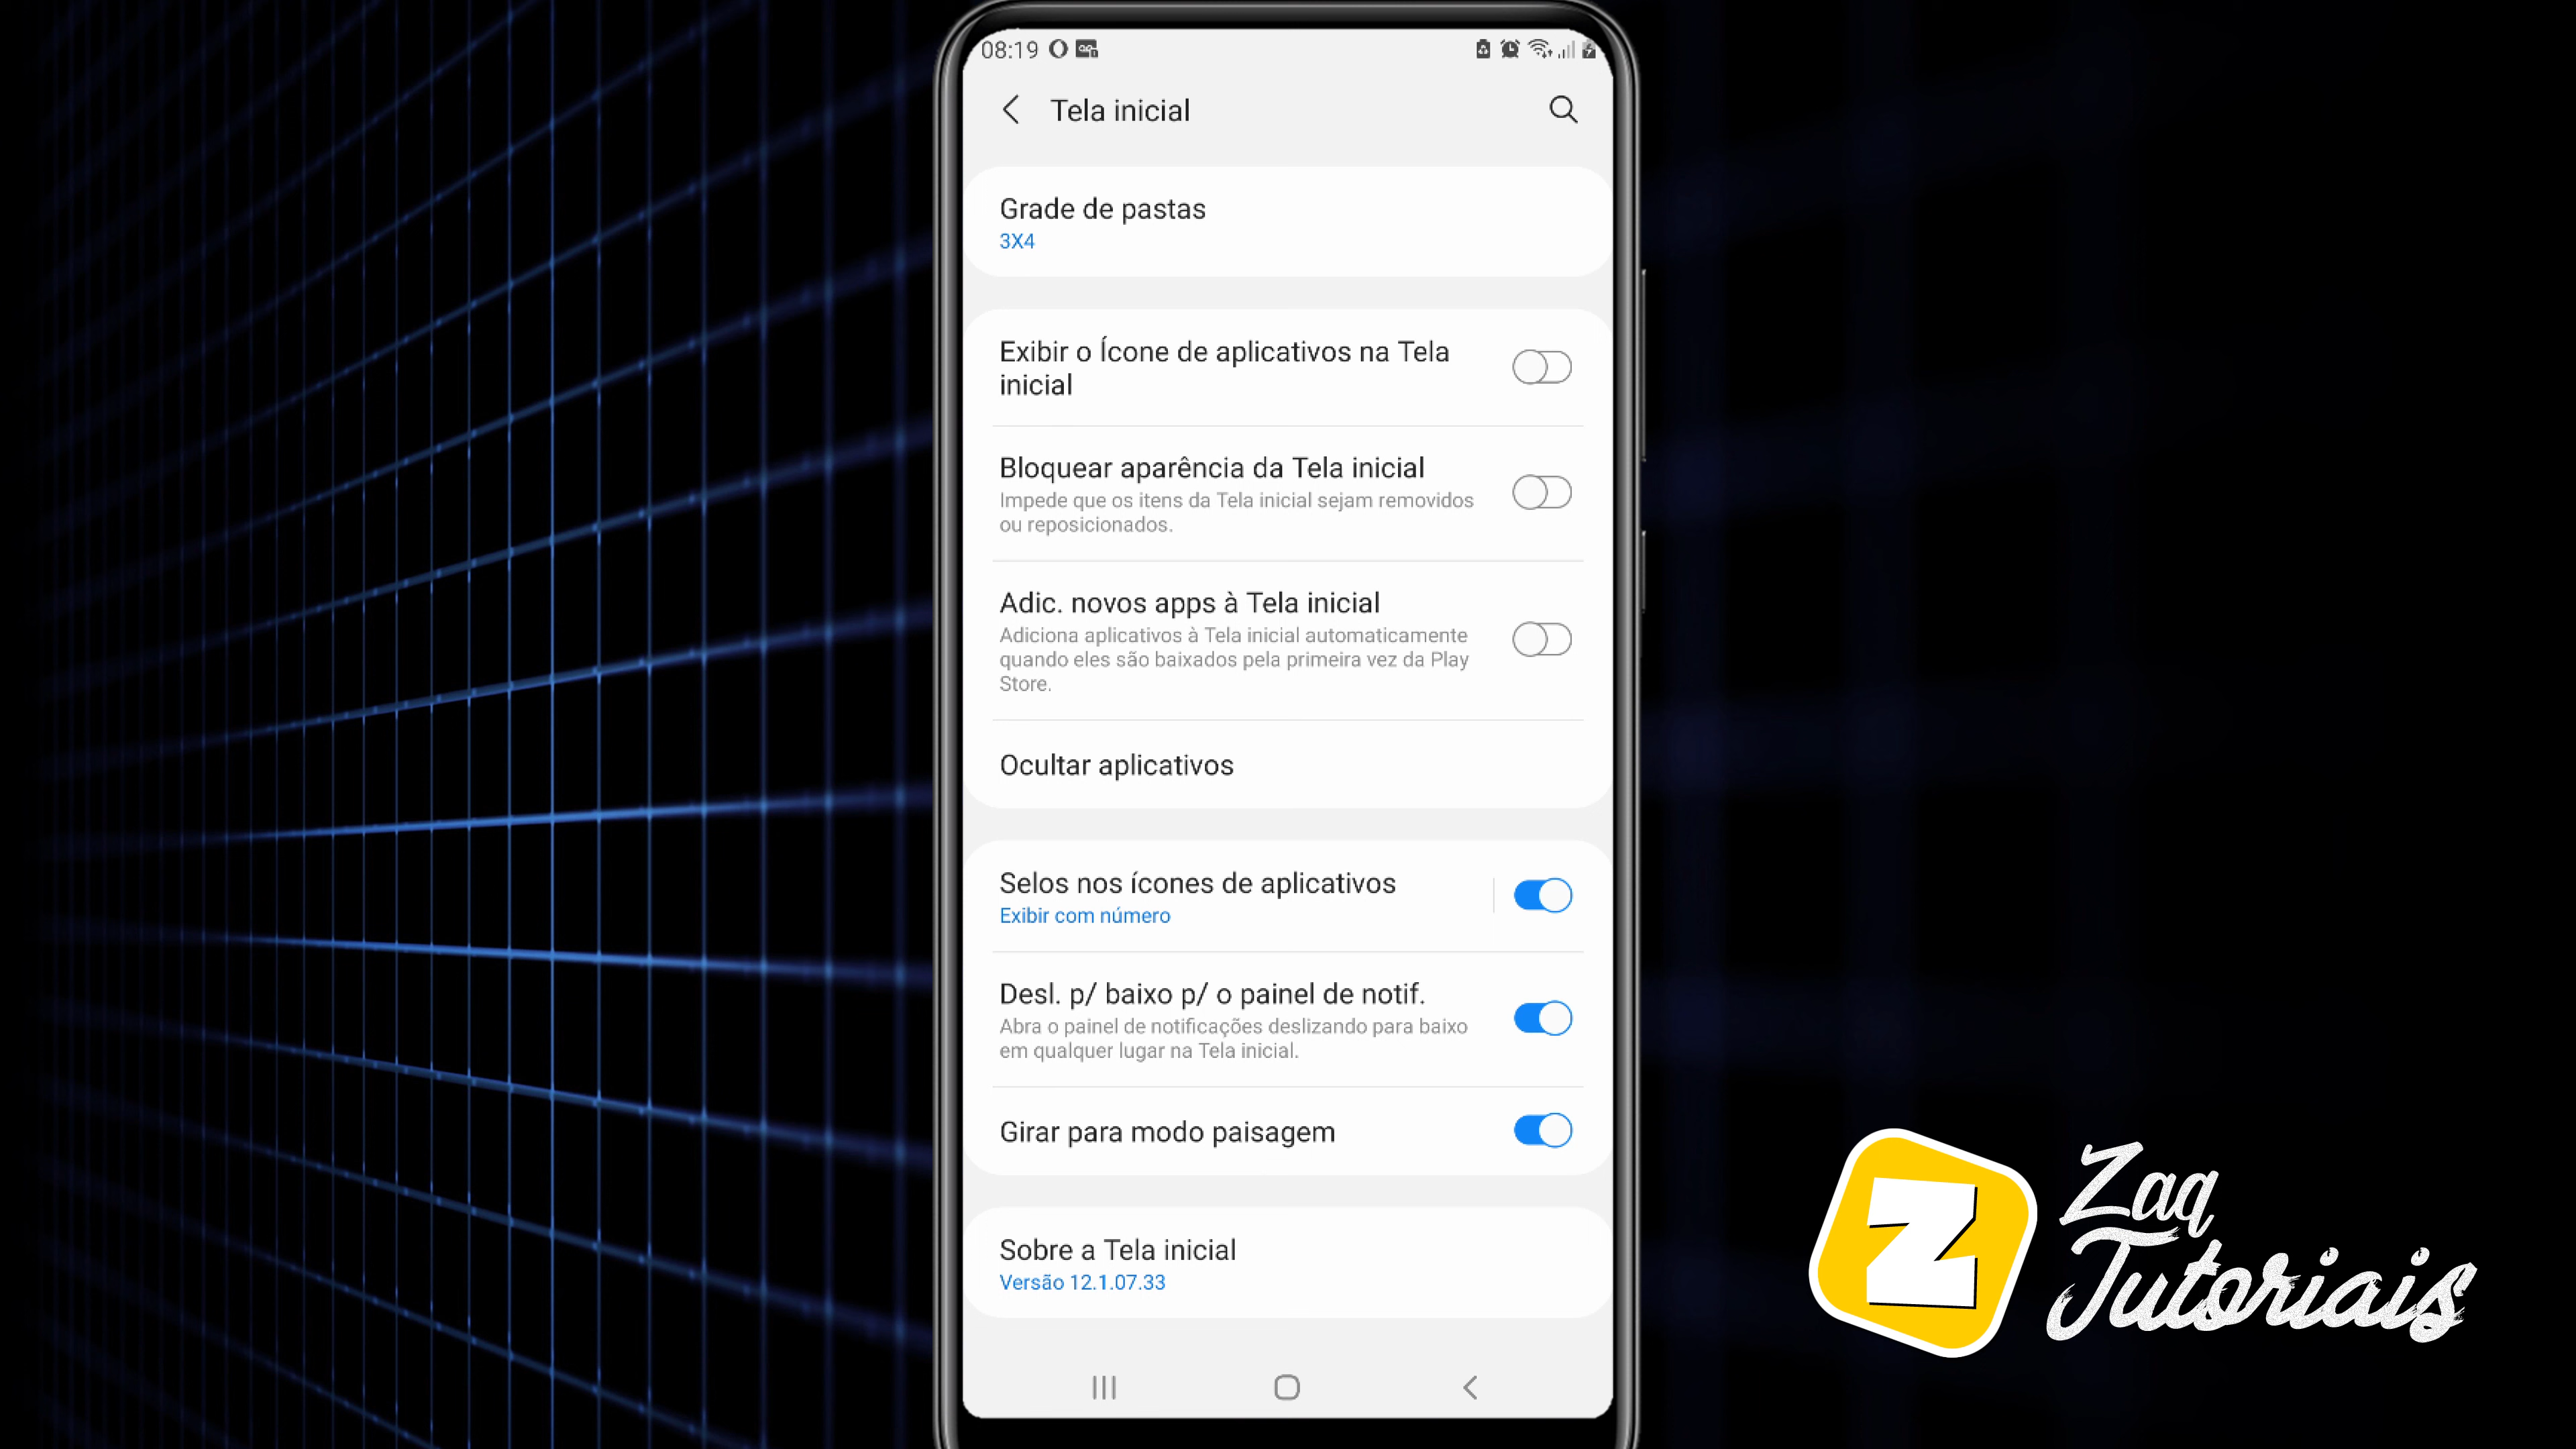 08:19
Tela inicial
Grade de pastas
3X4
Exibir o Ícone de aplicativos na Tela
inicial
Bloquear aparência da Tela inicial
Impede que os itens da Tela inicial sejam removidos
ou reposicionados.
Adic. novos apps à Tela inicial
Adiciona aplicativos à Tela inicial automaticamente
quando eles são baixados pela primeira vez da Play
Store.
Ocultar aplicativos
Selos nos ícones de aplicativos
Exibir com número
Desl. p/ baixo p/ o painel de notif.
Abra o painel de notificações deslizando para baixo
em qualquer lugar na Tela inicial.
Girar para modo paisagem
Sobre a Tela inicial
Versão 12.1.07.33
Z
Zaq
Tutoriais